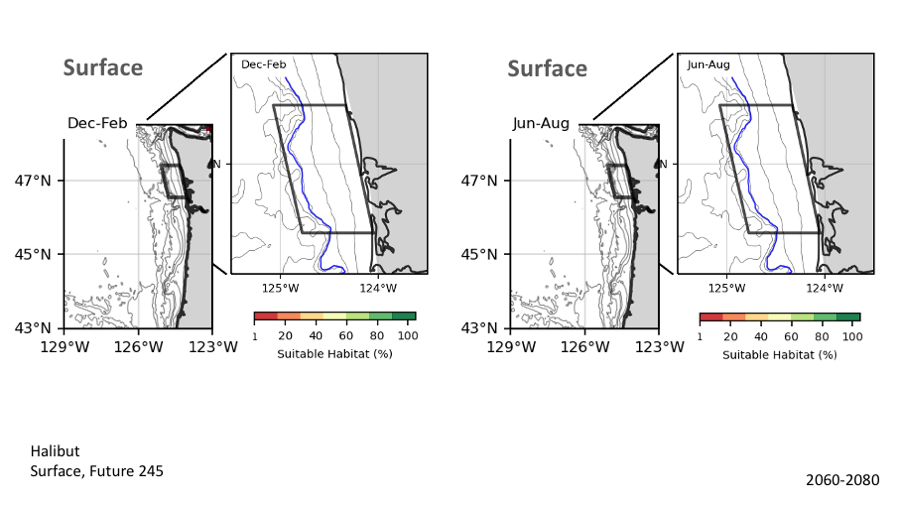 Surface
Dec-Feb
Dec-Feb
N
47°N
45°N
43°N
129°W 126°W 123°W
125°W 124°W
1 20 40 60 80 100
Suitable Habitat (%)
Surface
Jun-Aug
Jun-Aug
N
47°N
45°N
43°N
129°W 126°W 123°W
125°W 124°W
1 20 40 60 80 100
Suitable Habitat (%)
Halibut
Surface, Future 245
2060-2080